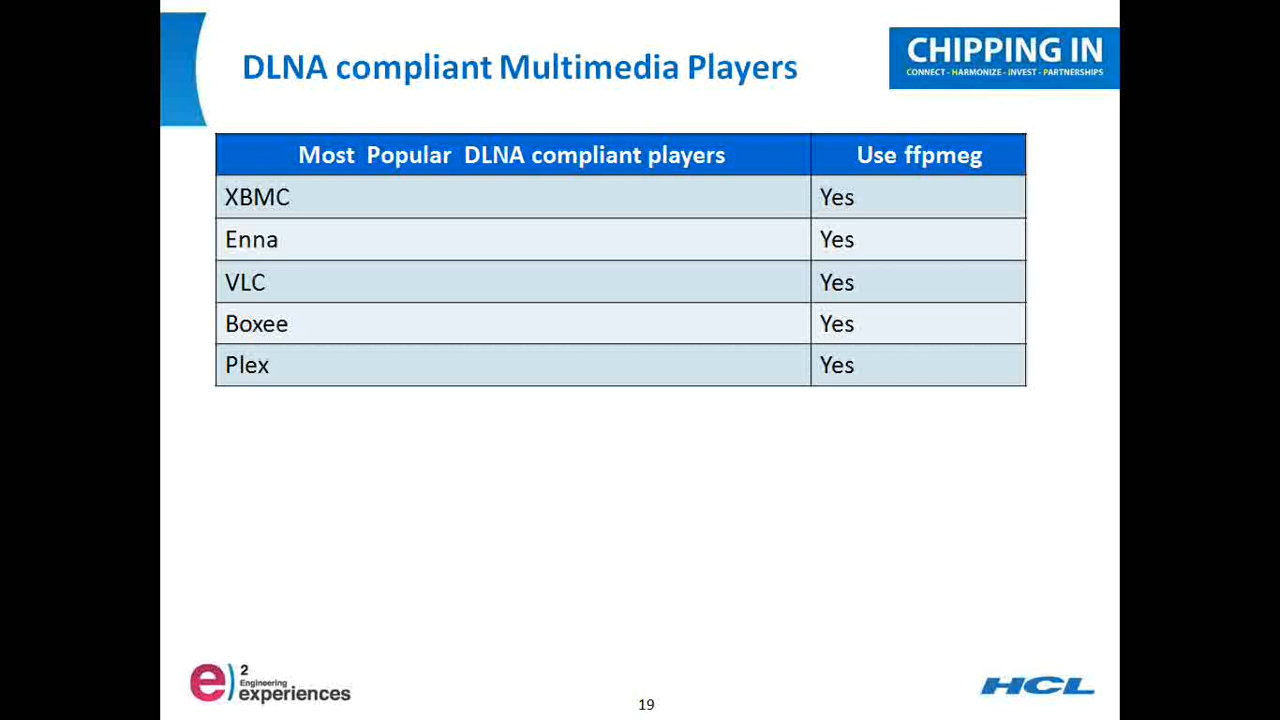 DLNA compliant Multimedia Players
CHIPPING IN
CONNECT - HARMONIZE - INVEST - PARTNERSHIPS
Most Popular DLNA compliant players Use ffpmeg
XBMC Yes
Enna Yes
VLC Yes
Boxee Yes
Plex Yes
e) 2
Engineering
experiences
19
HCL